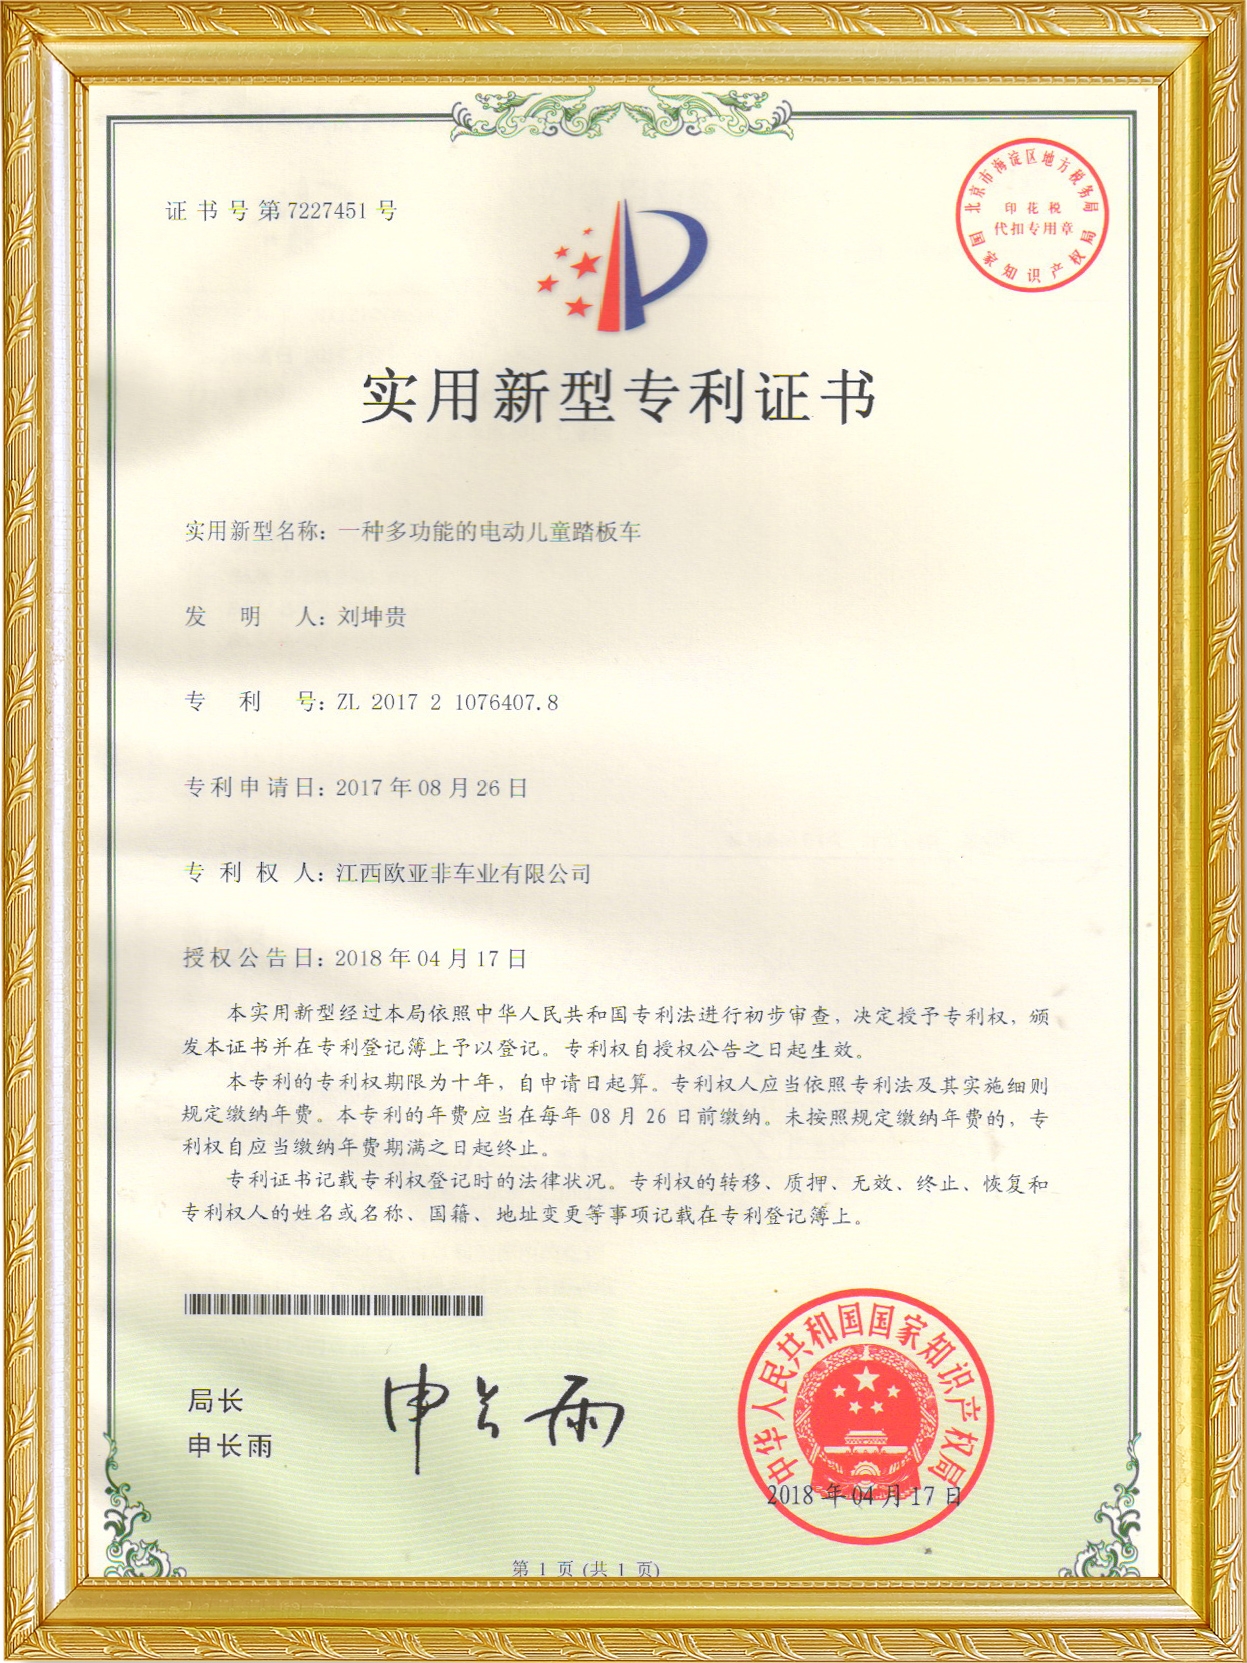 证书号第7227451号
北京市海淀区地方税务局
印花税
代扣专用章
国家知识产权局
实用新型专利证书
实用新型名称：一种多功能的电动儿童踏板车
发明人：刘坤贵
专利号：ZL 2017 2 1076407.8
专利申请日：2017年08月26日
专利权人：江西欧亚非车业有限公司
授权公告日：2018年04月17日
本实用新型经过本局依照中华人民共和国专利法进行初步审查，决定授予专利权，颁
发本证书并在专利登记簿上予以登记。专利权自授权公告之日起生效。
本专利的专利权期限为十年，自申请日起算。专利权人应当依照专利法及其实施细则
规定缴纳年费。本专利的年费应当在每年08月26日前缴纳。未按照规定缴纳年费的，专
利权自应当缴纳年费期满之日起终止。
专利证书记载专利权登记时的法律状况。专利权的转移、质押、无效、终止、恢复和
专利权人的姓名或名称、国籍、地址变更等事项记载在专利登记簿上。
局长
申长雨
申长雨
中华人民共和国国家知识产权局
2018年04月17日
第1页(共1页)